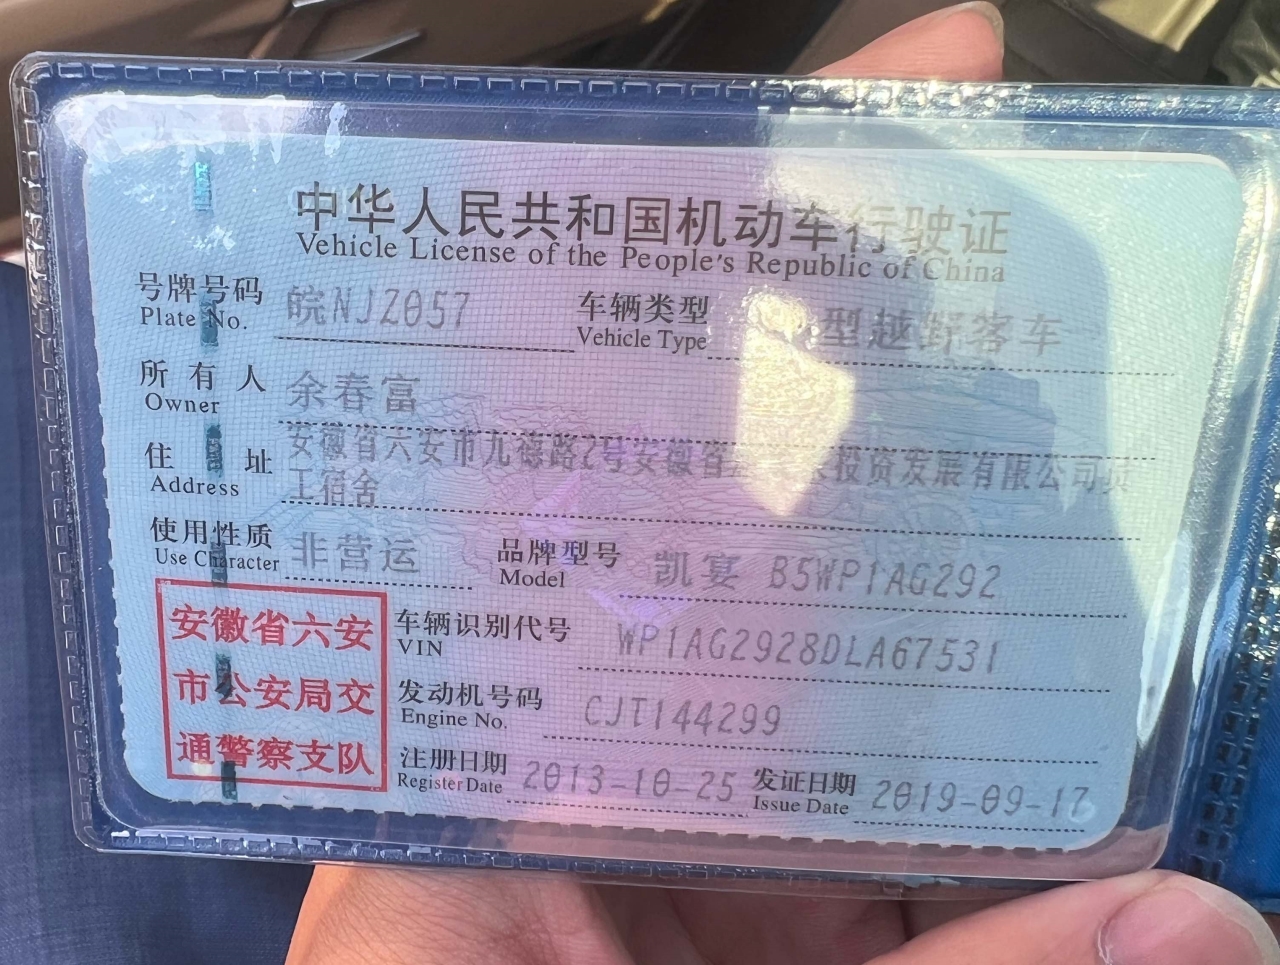 中华人民共和国机动车行驶证
Vehicle License of the People's Republic of China
号牌号码 皖NJZ057 车辆类型 型越野客车
Plate No. Vehicle Type
所有人 余春富
Owner
住址 安徽省六安市九德路2号安徽省 投资发展有限公司员
Address 工宿舍
使用性质 非营运 品牌型号 凯宴 B5WP1AG292
Use Character Model
安徽省六安
市公安局交
通警察支队
车辆识别代号 WP1AG2928DLA67531
VIN
发动机号码 CJT144299
Engine No.
注册日期 2013-10-25 发证日期 2019-09-17
Register Date Issue Date